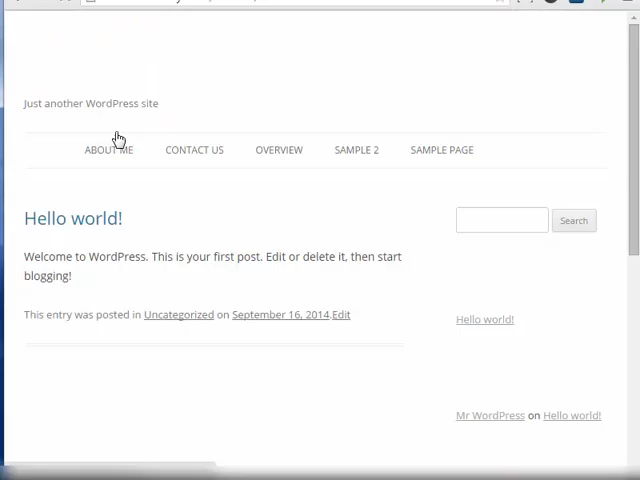 Just another WordPress site
ABOUT ME CONTACT US OVERVIEW SAMPLE 2 SAMPLE PAGE
Hello world!
Search
Welcome to WordPress. This is your first post. Edit or delete it, then start
blogging!
This entry was posted in Uncategorized on September 16, 2014.Edit
Hello world!
Mr WordPress on Hello world!